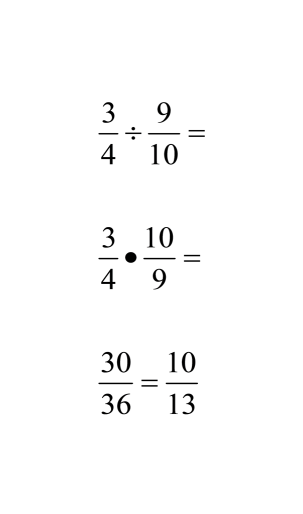 3/4 ÷ 9/10 =
3/4 • 10/9 =
30/36 = 10/13